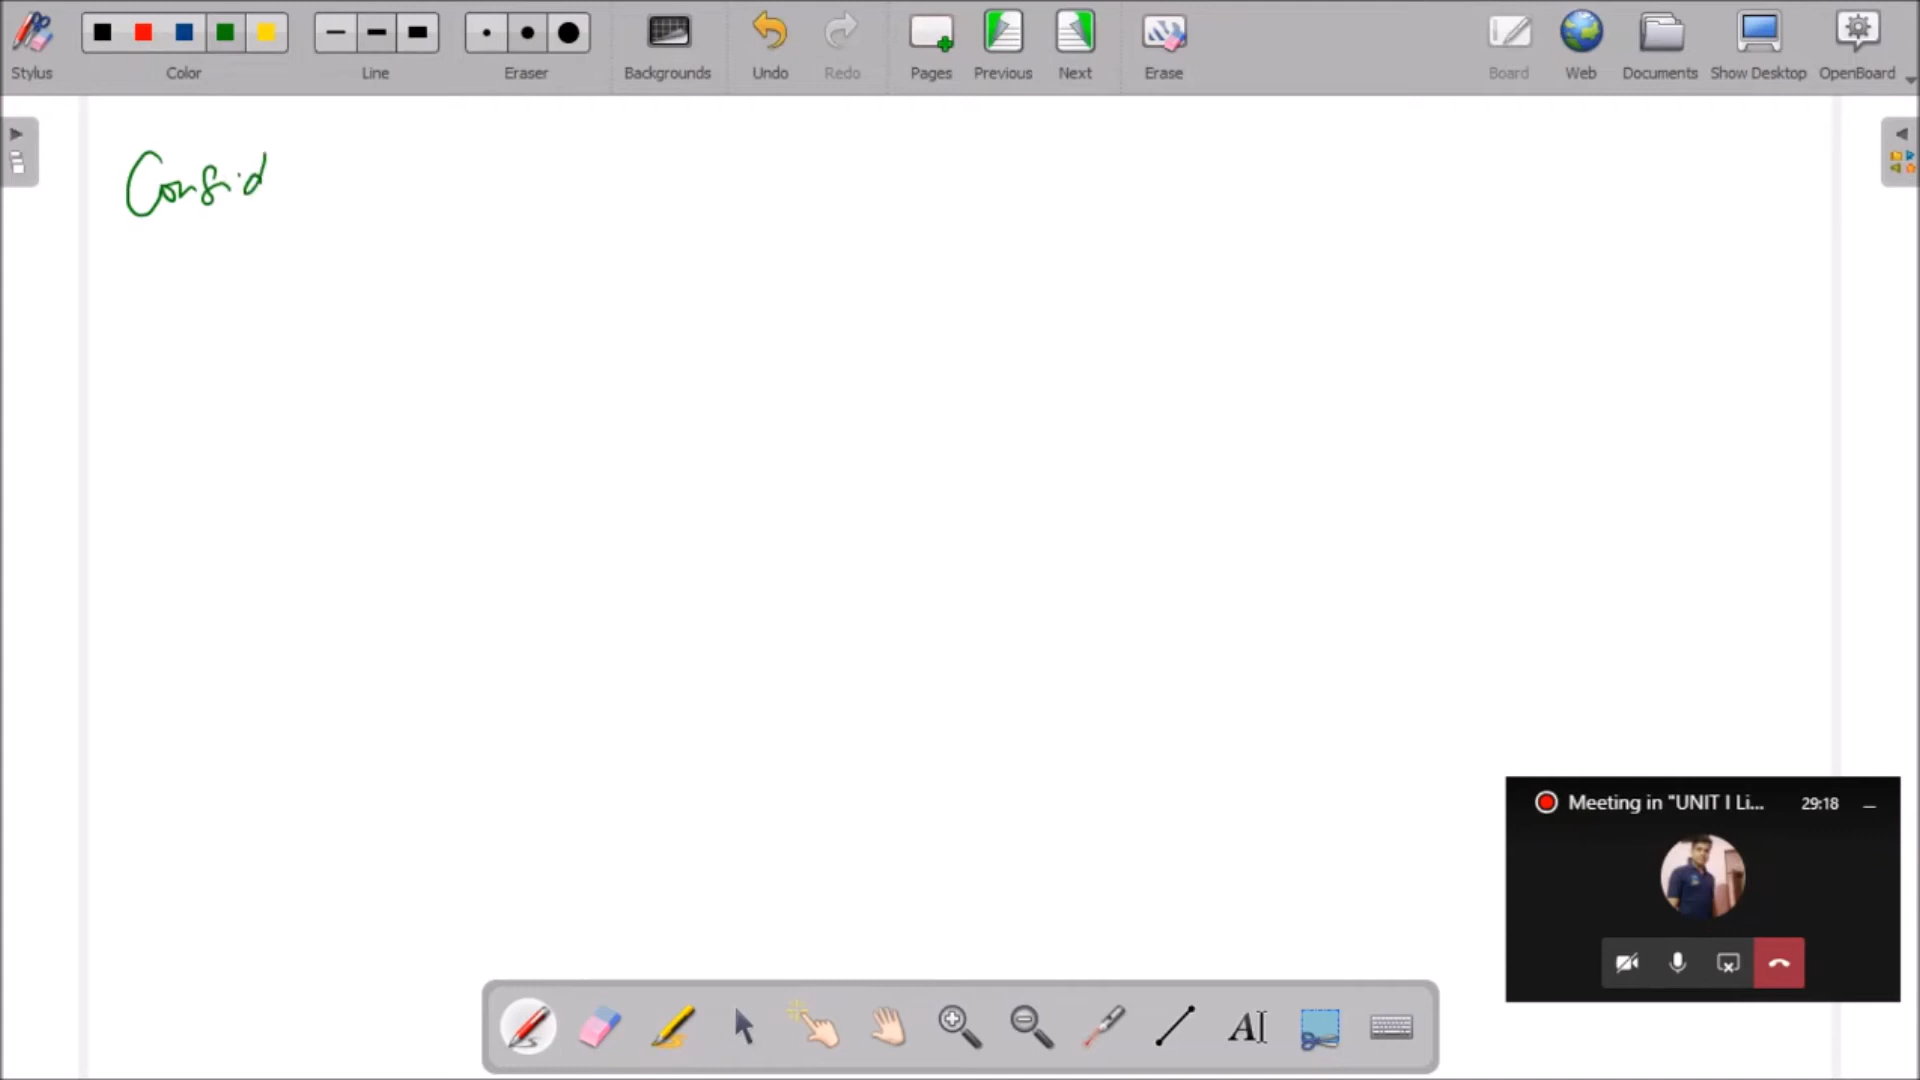 Stylus Color Line Eraser Backgrounds Undo Redo Pages Previous Next Erase Board Web Documents Show Desktop OpenBoard
Consid
Meeting in "UNIT I Li... 29:18
AI